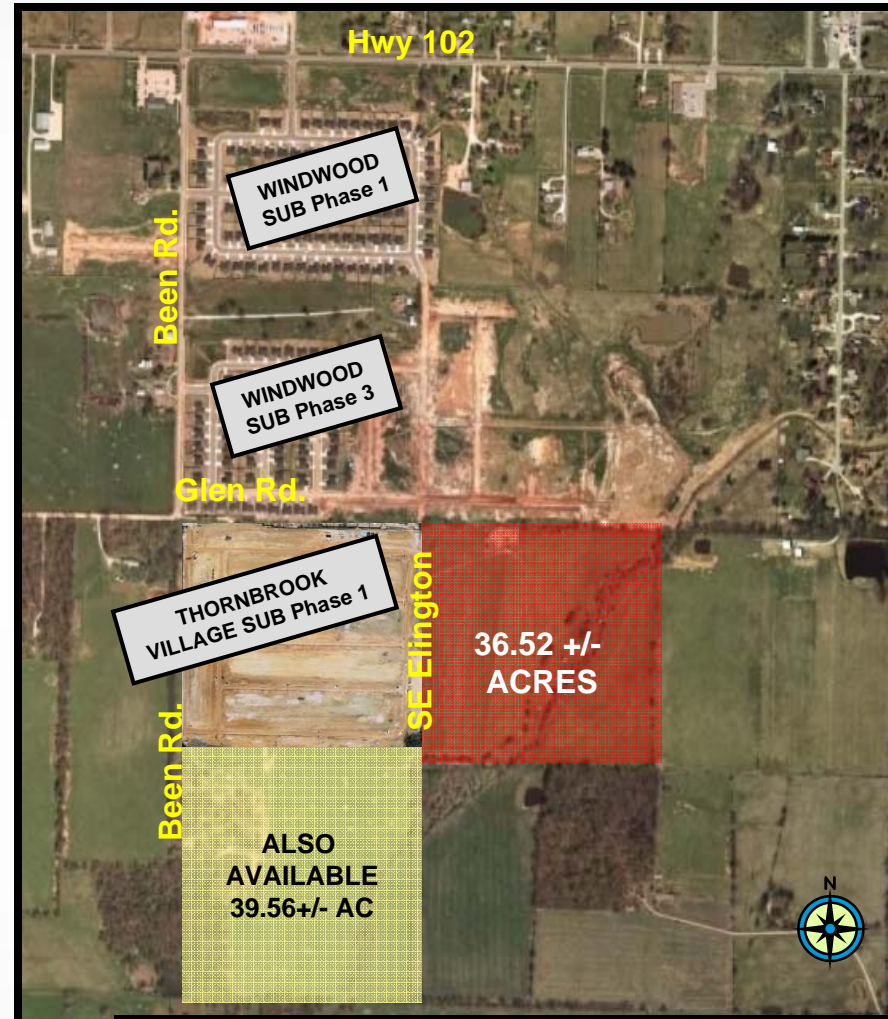 Hwy 102
WINDWOOD
SUB Phase 1
Been Rd.
WINDWOOD
SUB Phase 3
Glen Rd.
THORNBROOK
VILLAGE SUB Phase 1
SE Elington
36.52 +/-
ACRES
Been Rd.
ALSO
AVAILABLE
39.56+/- AC
N